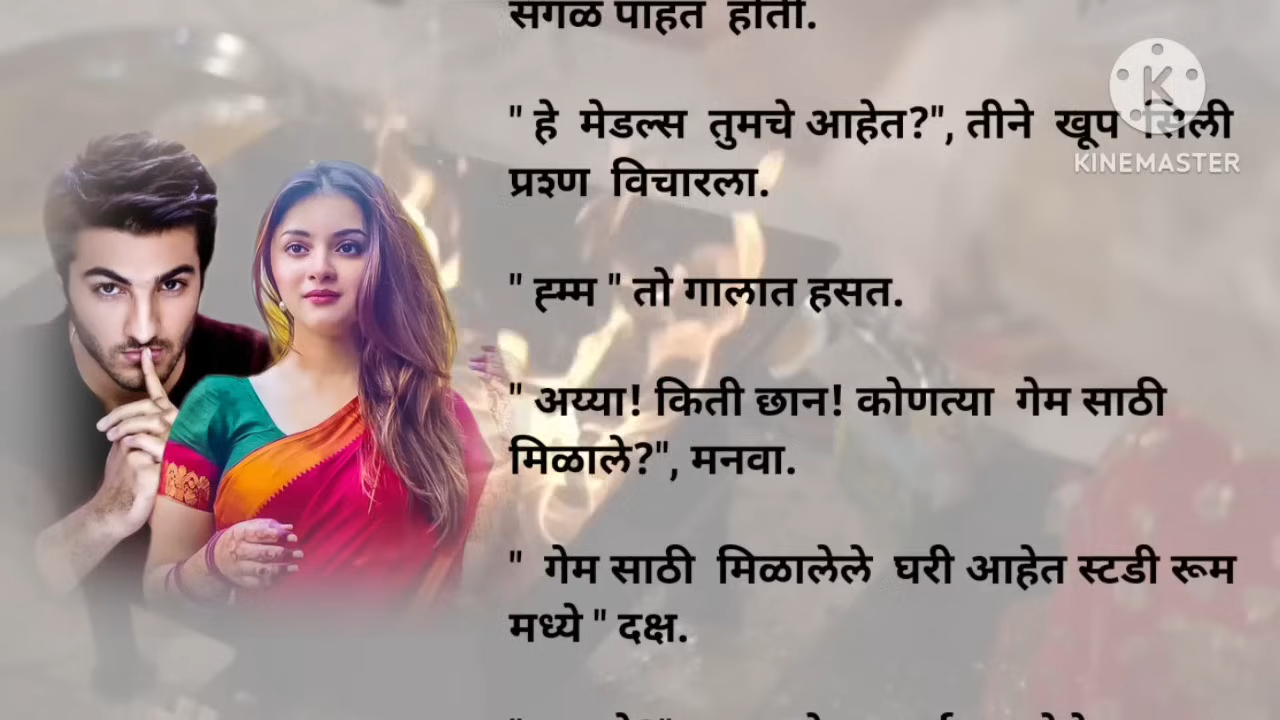 सगळं पाहत होती.
" हे मेडल्स तुमचे आहेत?", तीने खूप सिली
प्रश्ण विचारला.
" ह्म्म " तो गालात हसत.
" अय्या! किती छान! कोणत्या गेम साठी
मिळाले?", मनवा.
" गेम साठी मिळालेले घरी आहेत स्टडी रूम
मध्ये " दक्ष.
KINEMASTER